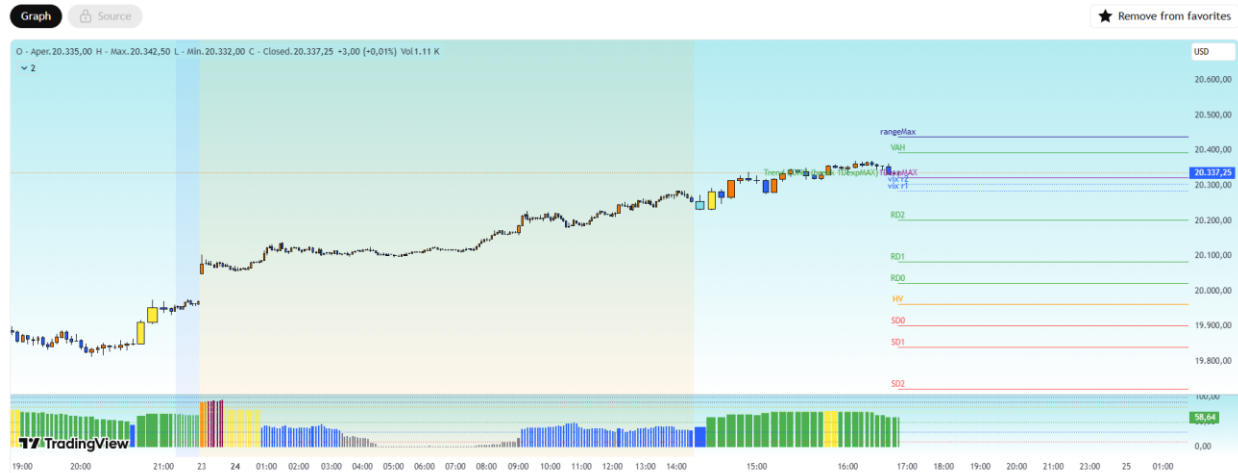 Graph
Source
Remove from favorites
O - Aper.20.335,00 H - Max.20.342,50 L - Min.20.332,00 C - Closed.20.337,25 +3,00 (+0,01%) Vol1.11 K
USD
2
20.600,00
20.500,00
rangeMax
20.400,00
VAH
20.337,25
vix r2
20.300,00
vix r1
RD2
20.200,00
RD1
20.100,00
RD0
20.000,00
HV
SD0
19.900,00
SD1
19.800,00
SD2
100,00
58,64
0,00
TradingView
19:00 20:00 21:00 23 24 01:00 02:00 03:00 04:00 05:00 06:00 07:00 08:00 09:00 10:00 11:00 12:00 13:00 14:00 15:00 16:00 17:00 18:00 19:00 20:00 21:00 22:00 23:00 25 01:00